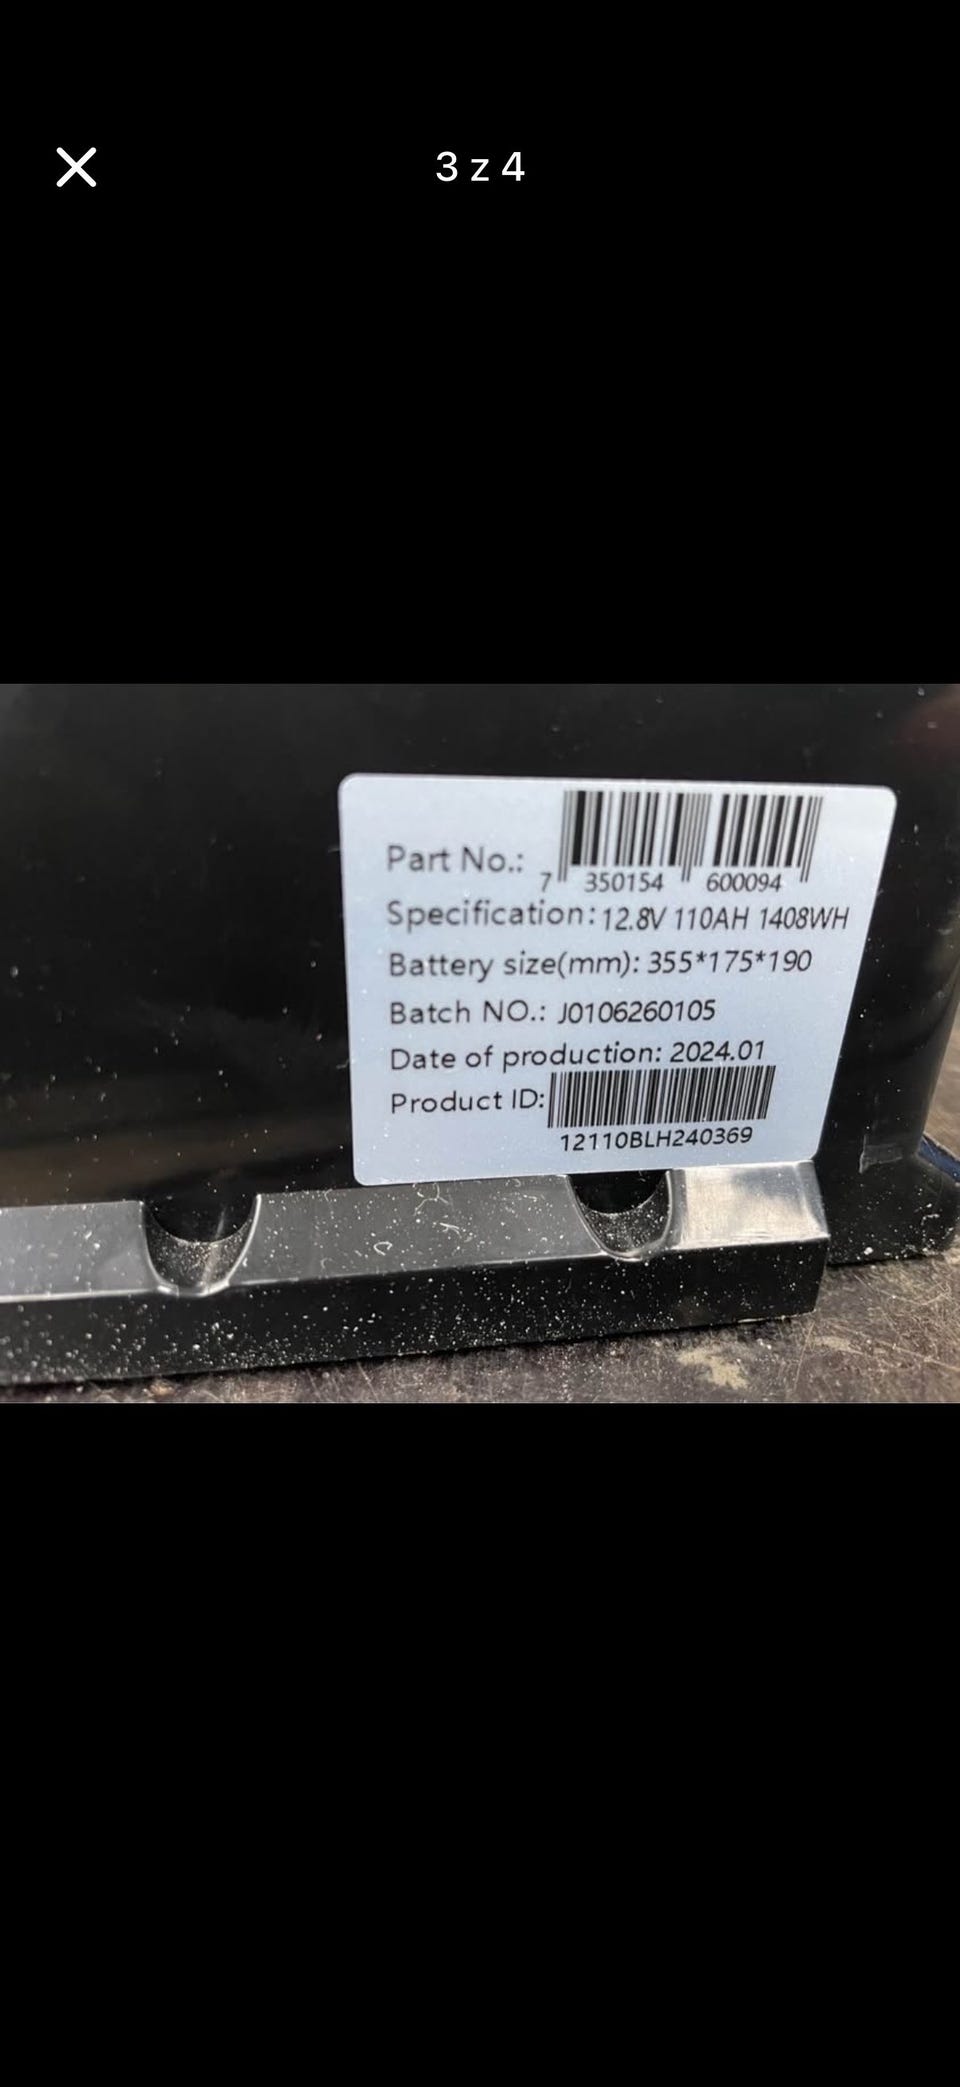 3 z 4
Part No.: 7 350154 600094
Specification: 12.8V 110AH 1408WH
Battery size(mm): 355*175*190
Batch NO.: J0106260105
Date of production: 2024.01
Product ID:
12110BLH240369